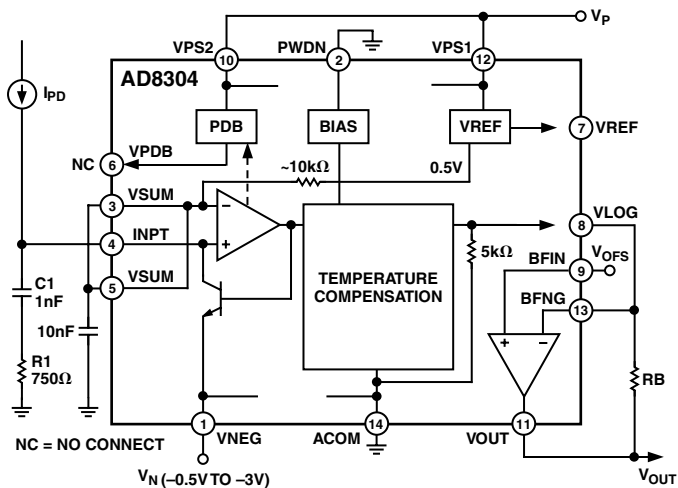 VPS2
PWDN
VPS1
V_P
10
2
12
AD8304
I_PD
PDB
BIAS
VREF
7
VREF
NC
6
VPDB
~10kΩ
0.5V
3
VSUM
−
8
VLOG
4
INPT
+
5kΩ
BFIN
9
V_OFS
C1
1nF
5
VSUM
TEMPERATURE
COMPENSATION
BFNG
13
10nF
+
−
R1
750Ω
RB
NC = NO CONNECT
1
VNEG
ACOM
14
VOUT
11
V_N (−0.5V TO −3V)
V_OUT